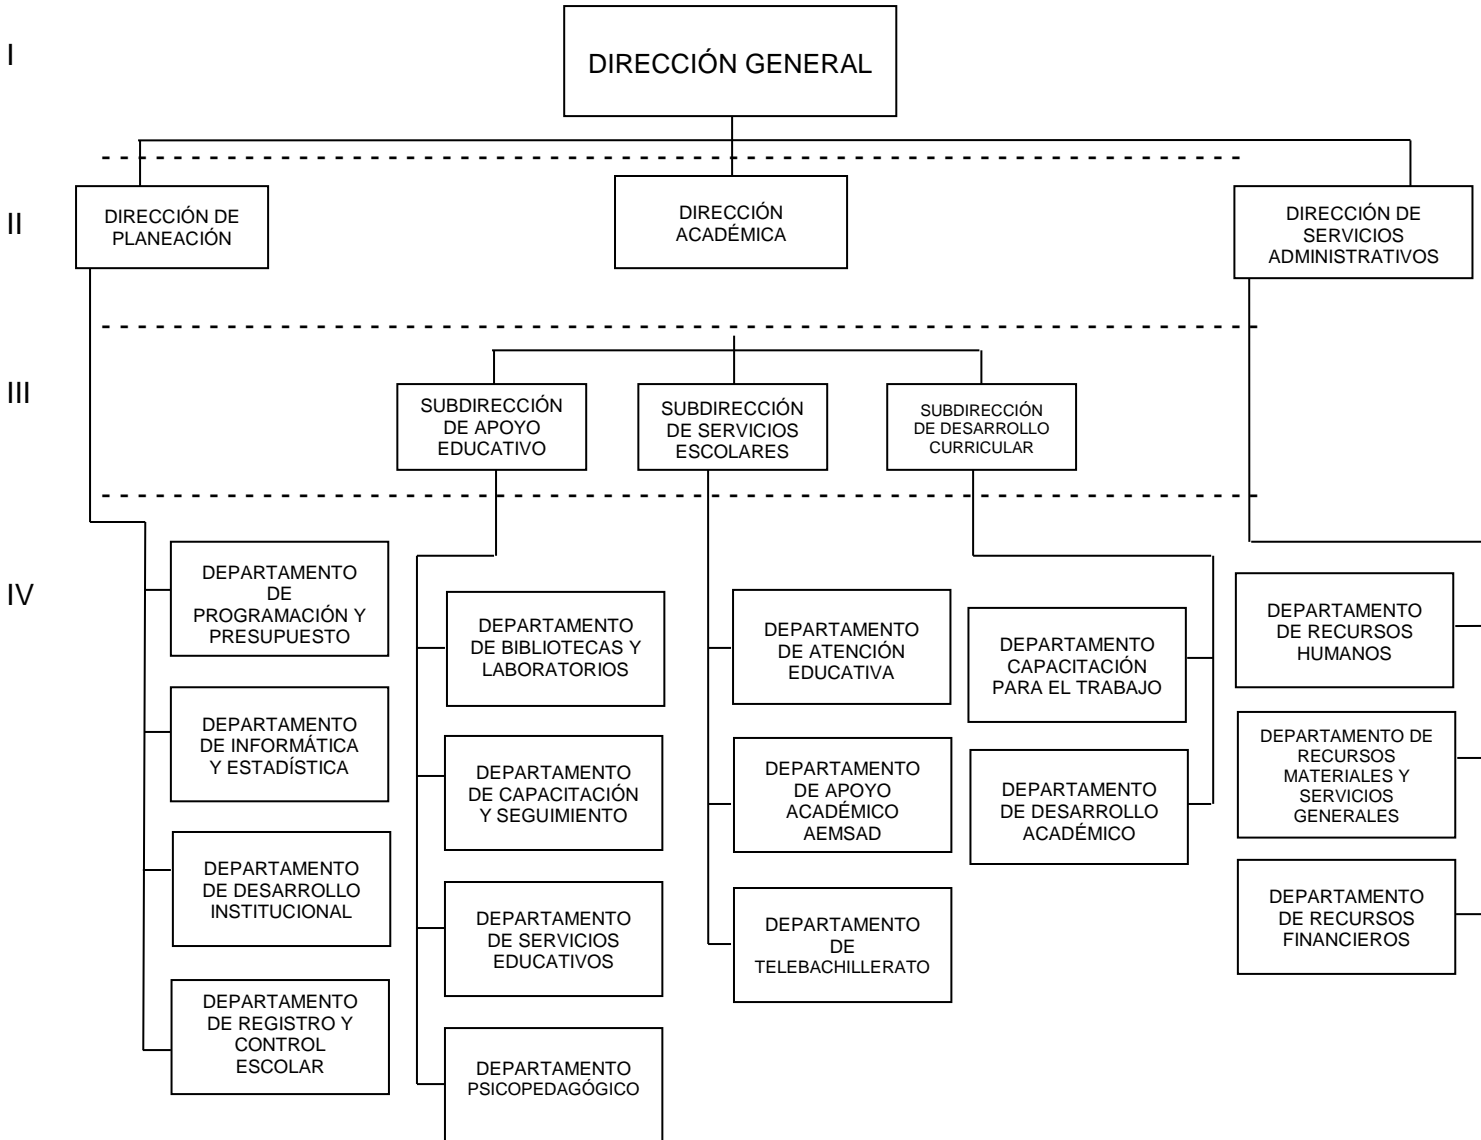 I
DIRECCIÓN GENERAL
II
DIRECCIÓN DE
PLANEACIÓN
DIRECCIÓN
ACADÉMICA
DIRECCIÓN DE
SERVICIOS
ADMINISTRATIVOS
III
SUBDIRECCIÓN
DE APOYO
EDUCATIVO
SUBDIRECCIÓN
DE SERVICIOS
ESCOLARES
SUBDIRECCIÓN
DE DESARROLLO
CURRICULAR
IV
DEPARTAMENTO
DE
PROGRAMACIÓN Y
PRESUPUESTO
DEPARTAMENTO
DE INFORMÁTICA
Y ESTADÍSTICA
DEPARTAMENTO
DE DESARROLLO
INSTITUCIONAL
DEPARTAMENTO
DE REGISTRO Y
CONTROL
ESCOLAR
DEPARTAMENTO
DE BIBLIOTECAS Y
LABORATORIOS
DEPARTAMENTO
DE CAPACITACIÓN
Y SEGUIMIENTO
DEPARTAMENTO
DE SERVICIOS
EDUCATIVOS
DEPARTAMENTO
PSICOPEDAGÓGICO
DEPARTAMENTO
DE ATENCIÓN
EDUCATIVA
DEPARTAMENTO
DE APOYO
ACADÉMICO
AEMSAD
DEPARTAMENTO
DE
TELEBACHILLERATO
DEPARTAMENTO
CAPACITACIÓN
PARA EL TRABAJO
DEPARTAMENTO
DE DESARROLLO
ACADÉMICO
DEPARTAMENTO
DE RECURSOS
HUMANOS
DEPARTAMENTO DE
RECURSOS
MATERIALES Y
SERVICIOS
GENERALES
DEPARTAMENTO
DE RECURSOS
FINANCIEROS